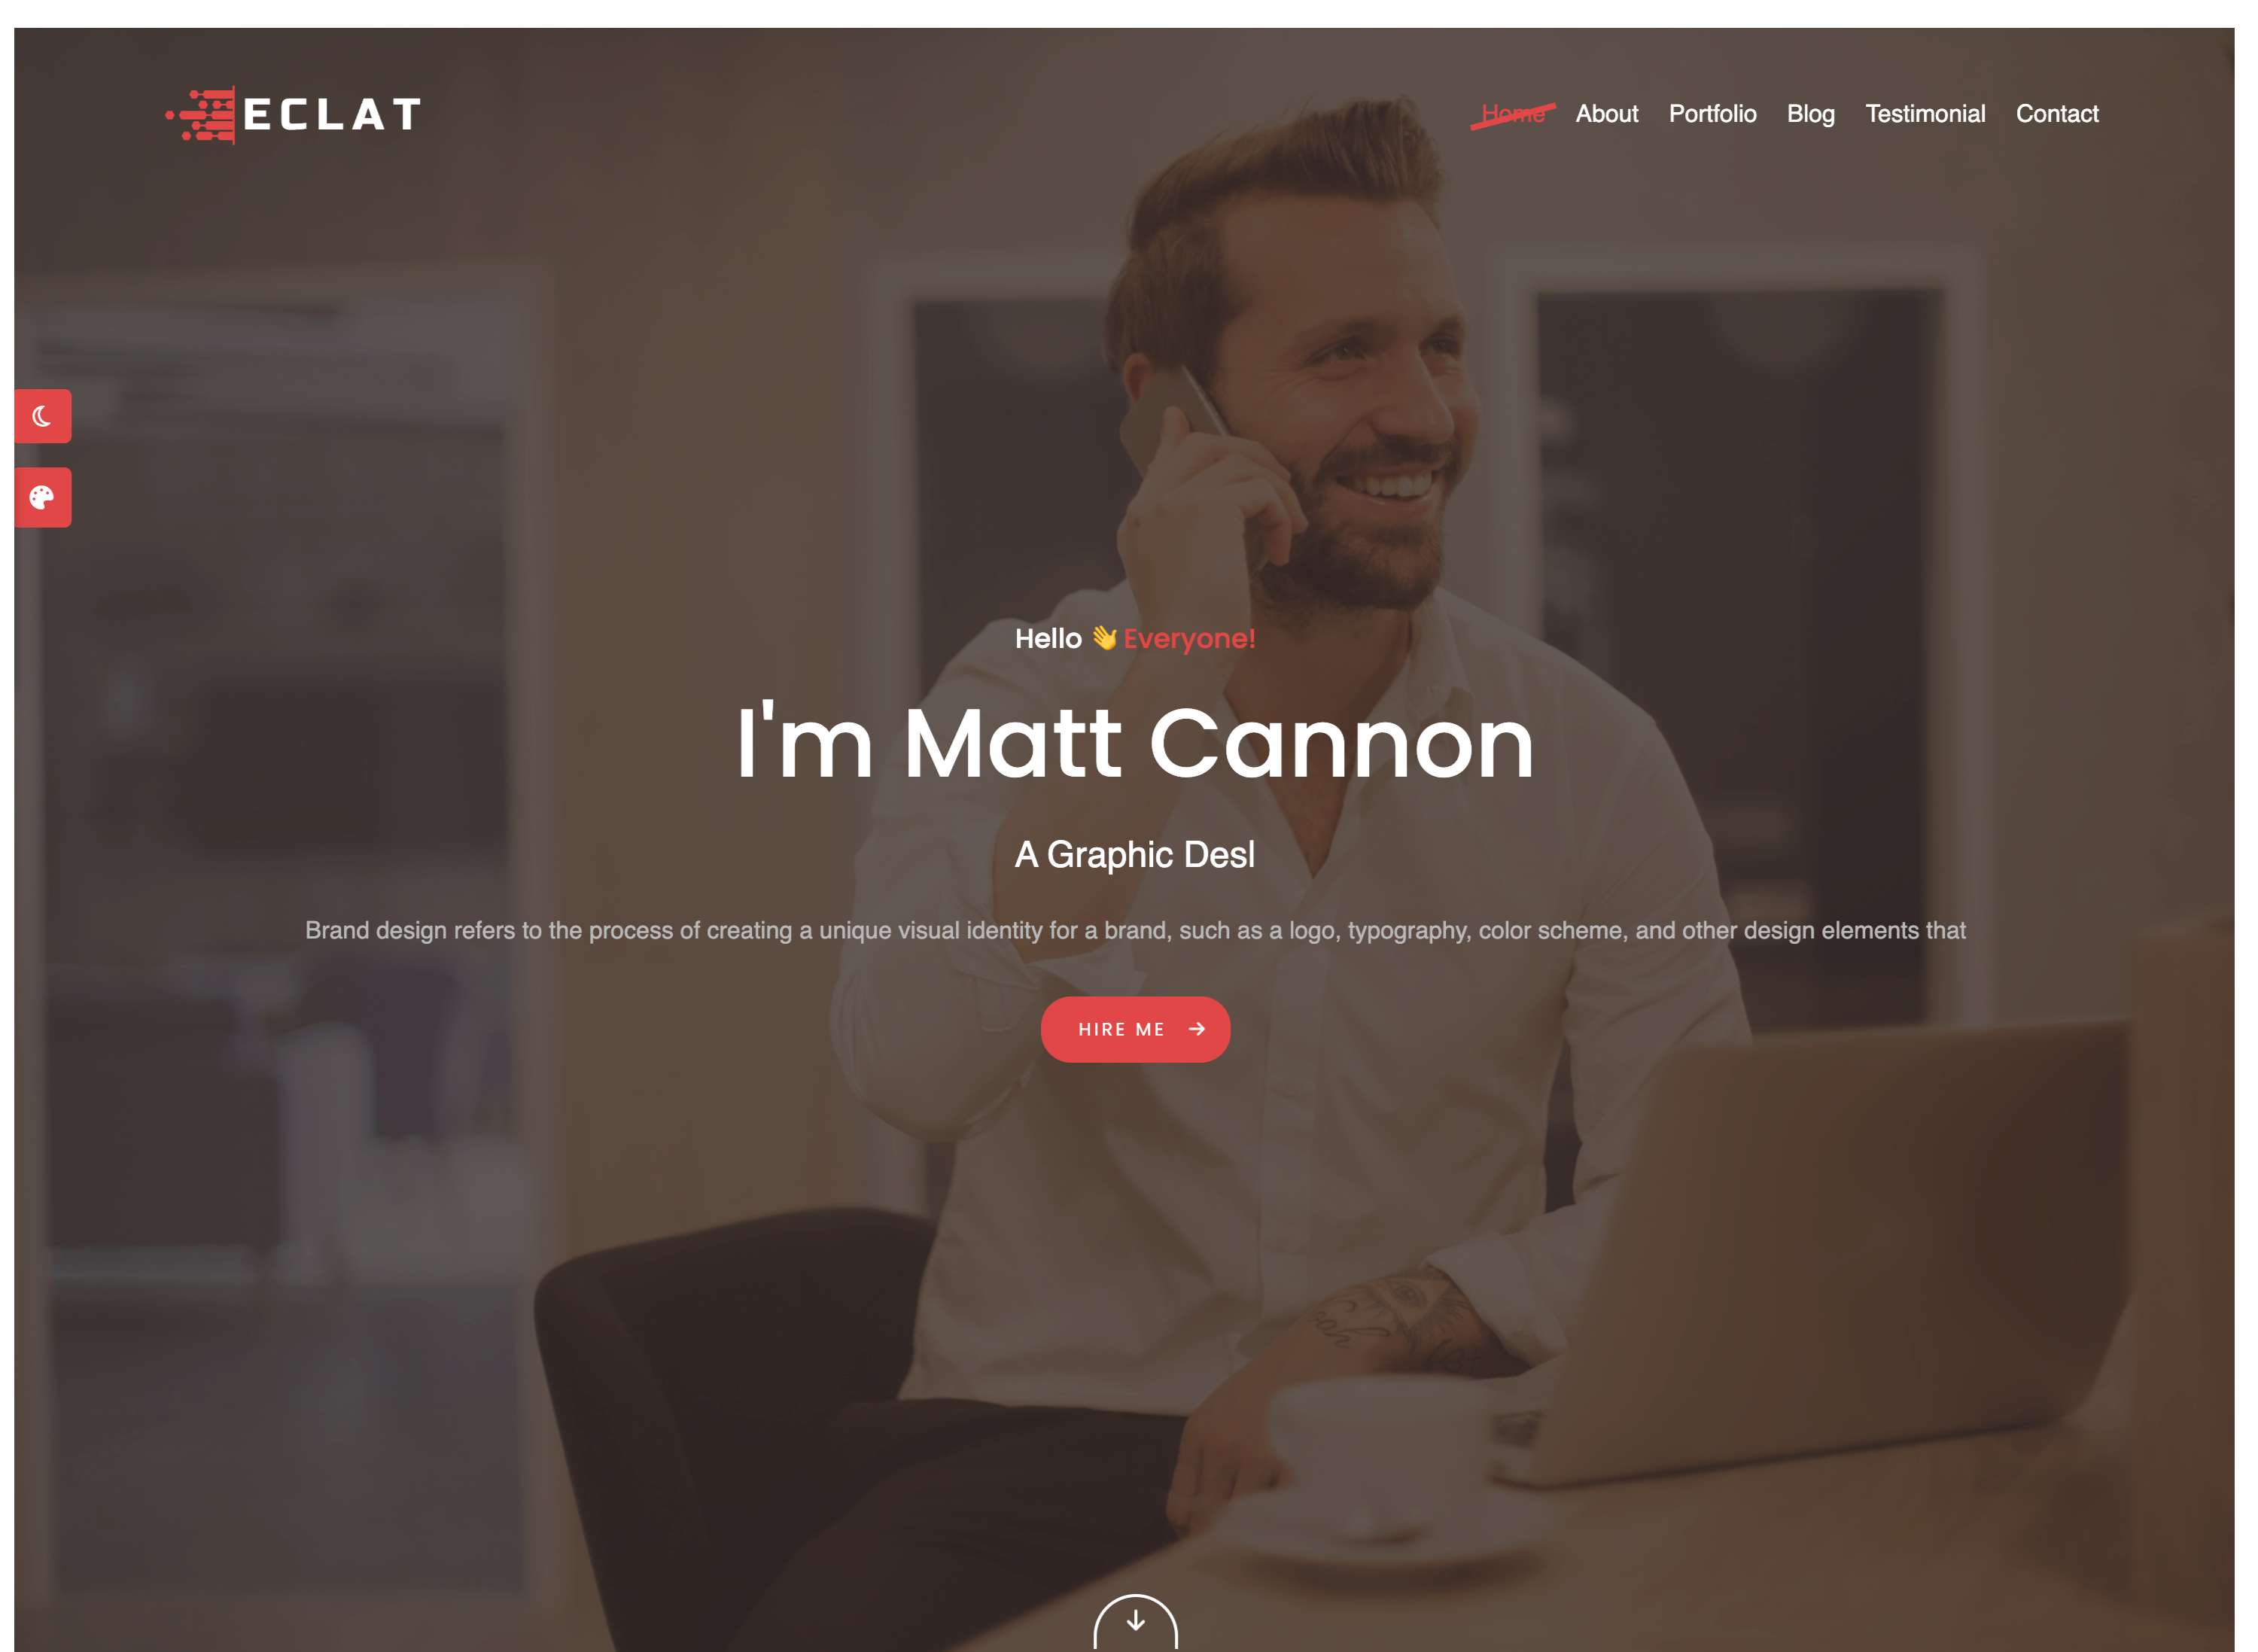 ECLAT
Home About Portfolio Blog Testimonial Contact
Hello 👋 Everyone!
I'm Matt Cannon
A Graphic Desl
Brand design refers to the process of creating a unique visual identity for a brand, such as a logo, typography, color scheme, and other design elements that
HIRE ME →